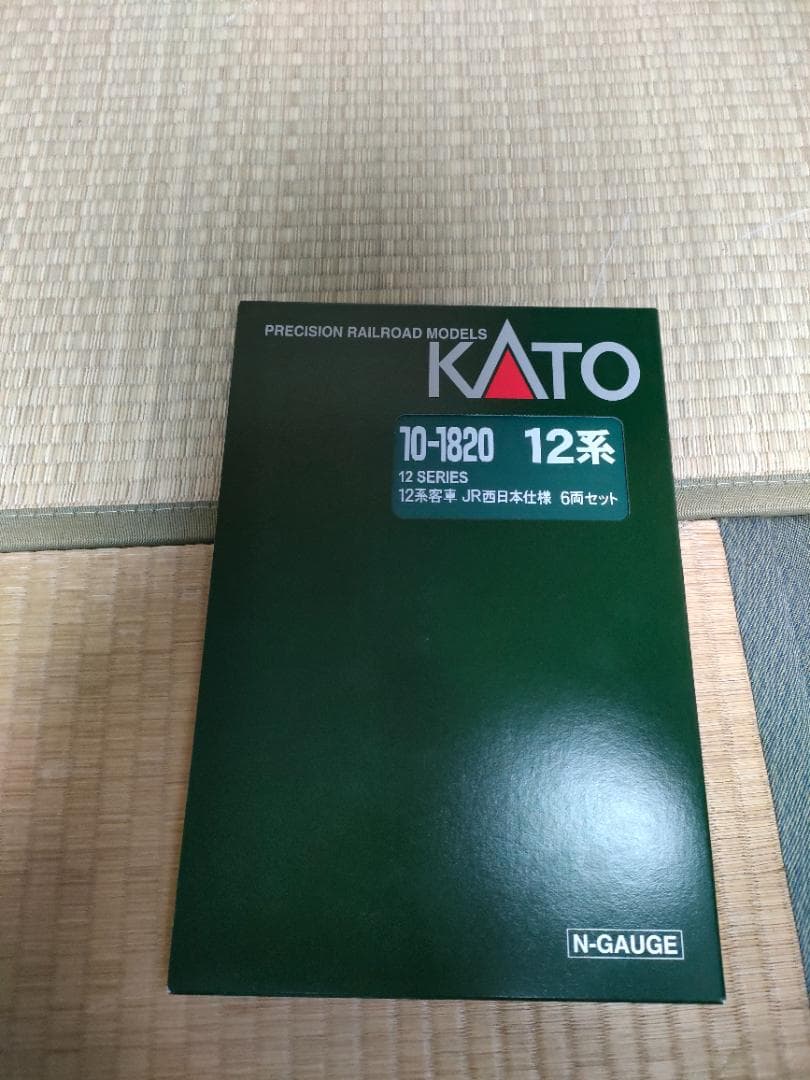 PRECISION RAILROAD MODELS
KATO
10-1820 12系
12 SERIES
12系客車 JR西日本仕様 6両セット
N-GAUGE